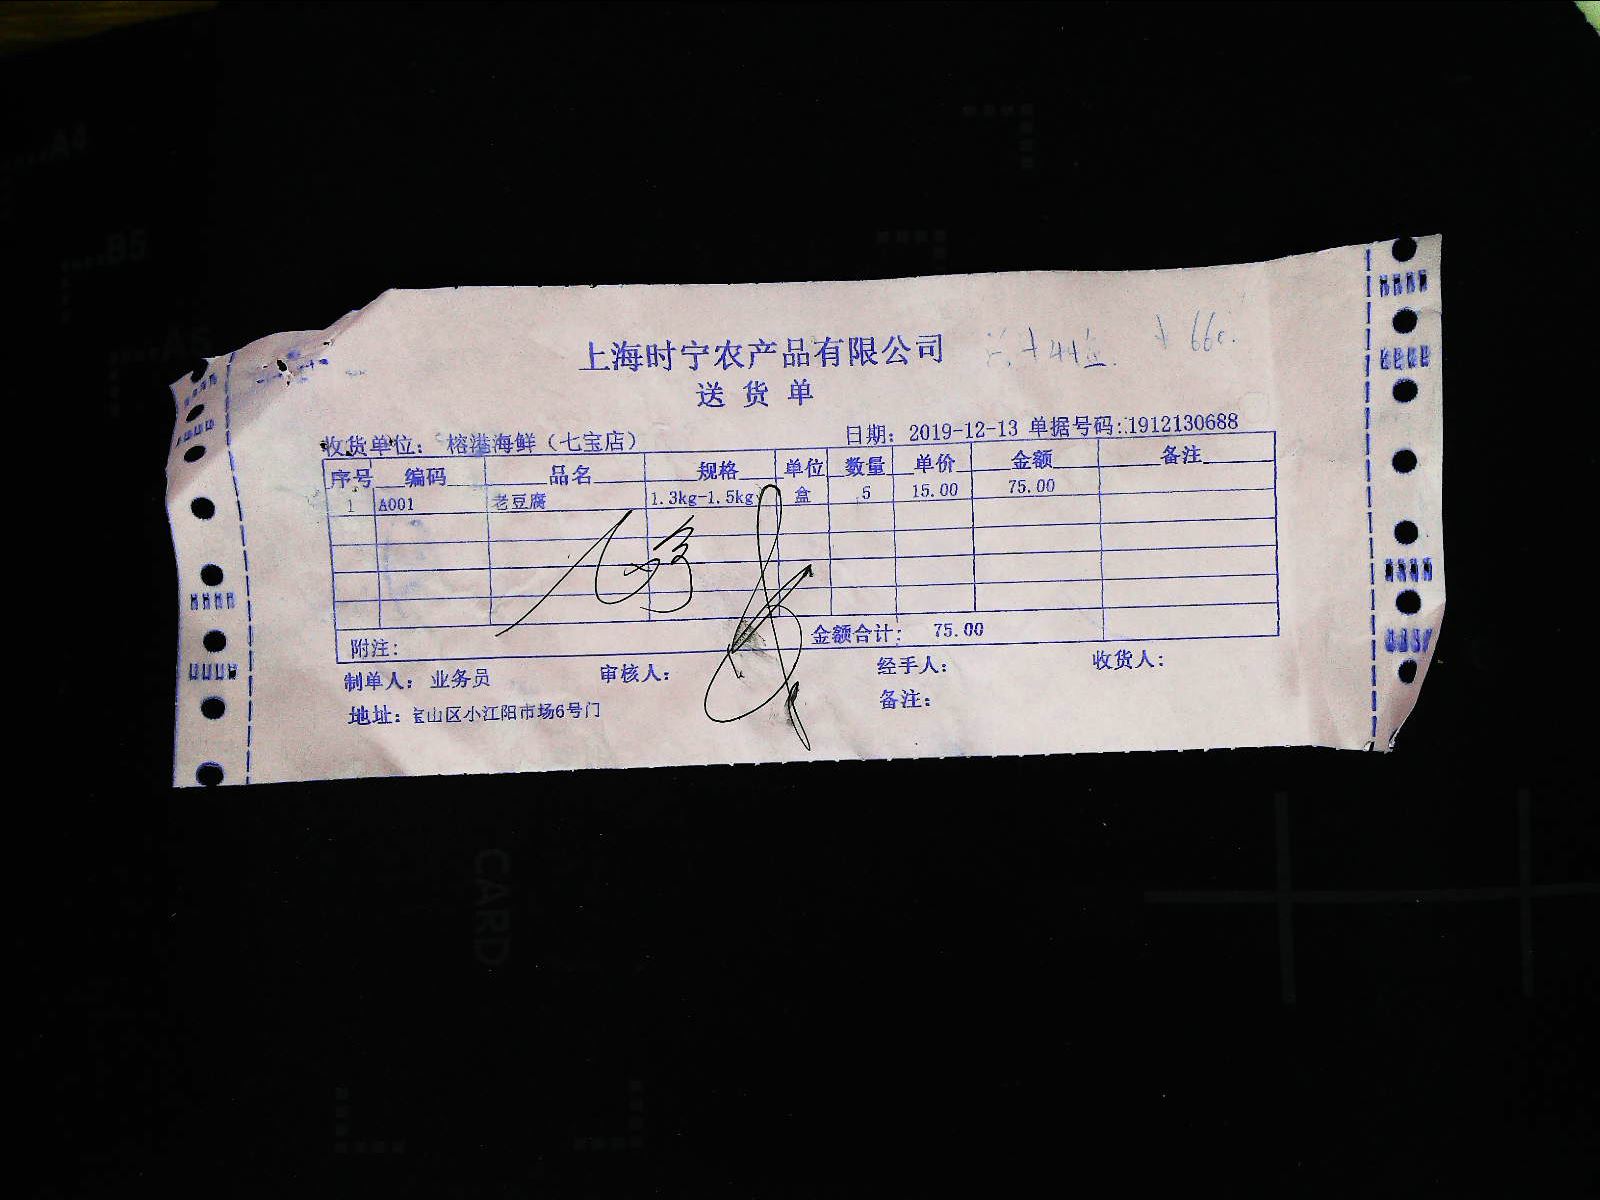 上海时宁农产品有限公司
送货单
收货单位： 榕港海鲜（七宝店） 日期： 2019-12-13 单据号码：1912130688
序号 编码 品名 规格 单位 数量 单价 金额 备注
1 A001 老豆腐 1.3kg-1.5kg 盒 5 15.00 75.00
附注： 金额合计： 75.00
制单人： 业务员 审核人： 经手人： 收货人：
地址：宝山区小江阳市场6号门 备注：
A4
B5
A5
CARD